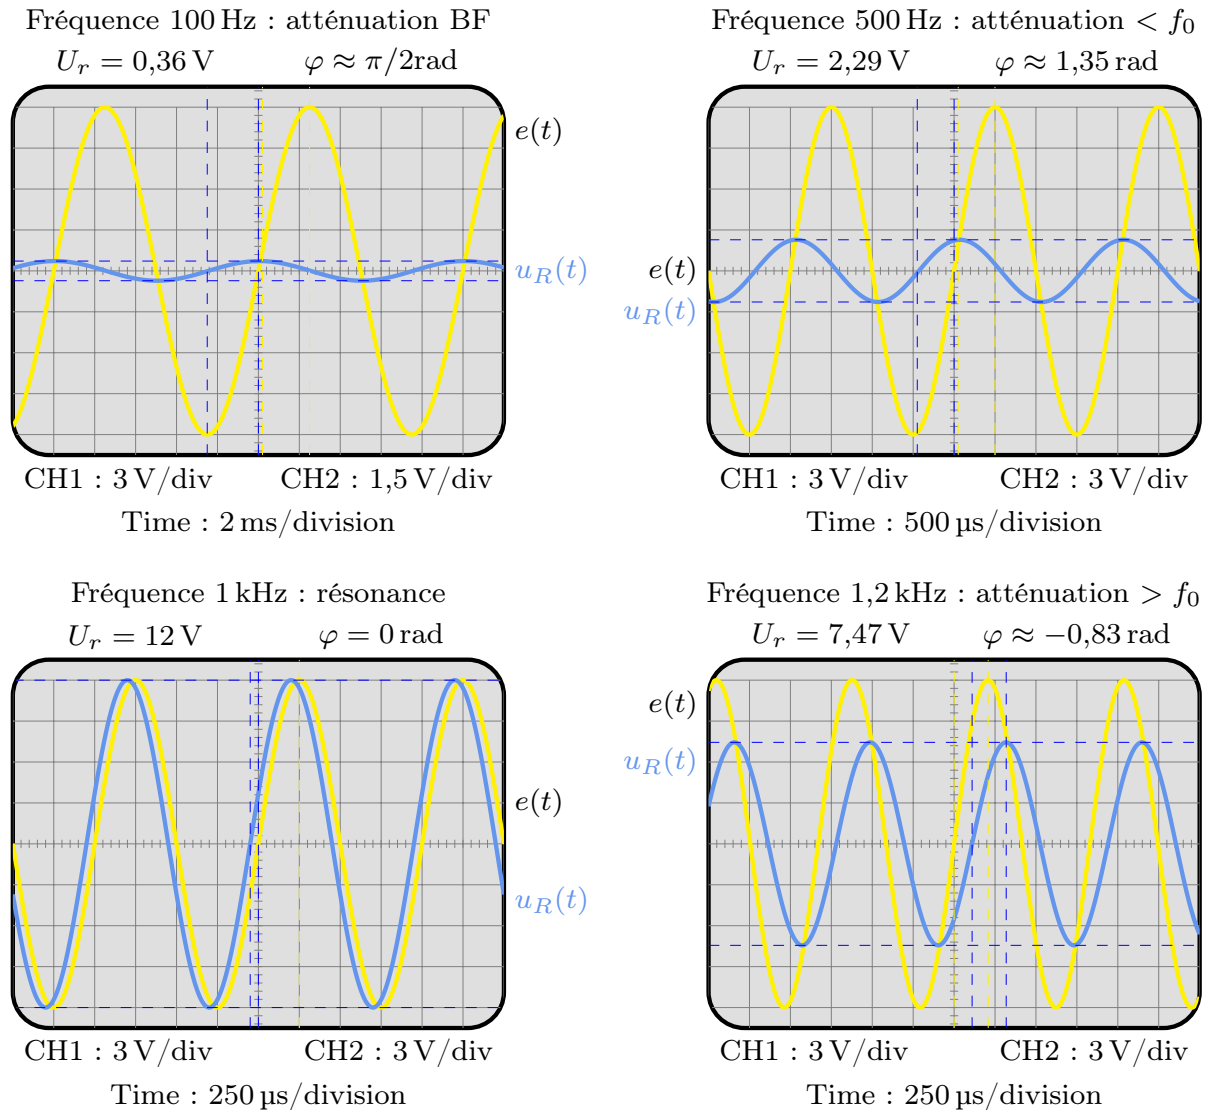 Fréquence 100 Hz : atténuation BF
U_r = 0,36 V φ ≈ π/2rad
e(t)
u_R(t)
CH1 : 3 V/div CH2 : 1,5 V/div
Time : 2 ms/division
Fréquence 500 Hz : atténuation < f_0
U_r = 2,29 V φ ≈ 1,35 rad
e(t)
u_R(t)
CH1 : 3 V/div CH2 : 3 V/div
Time : 500 µs/division
Fréquence 1 kHz : résonance
U_r = 12 V φ = 0 rad
e(t)
u_R(t)
CH1 : 3 V/div CH2 : 3 V/div
Time : 250 µs/division
Fréquence 1,2 kHz : atténuation > f_0
U_r = 7,47 V φ ≈ −0,83 rad
e(t)
u_R(t)
CH1 : 3 V/div CH2 : 3 V/div
Time : 250 µs/division